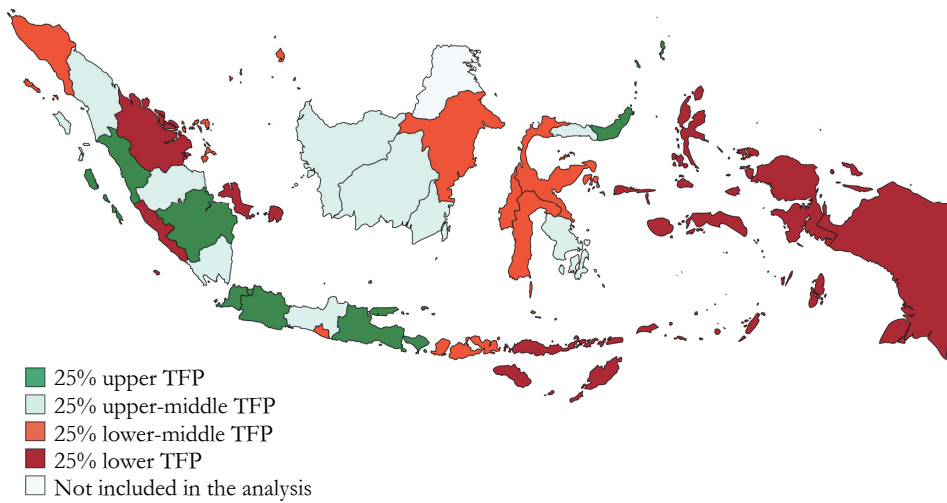 25% upper TFP
25% upper-middle TFP
25% lower-middle TFP
25% lower TFP
Not included in the analysis